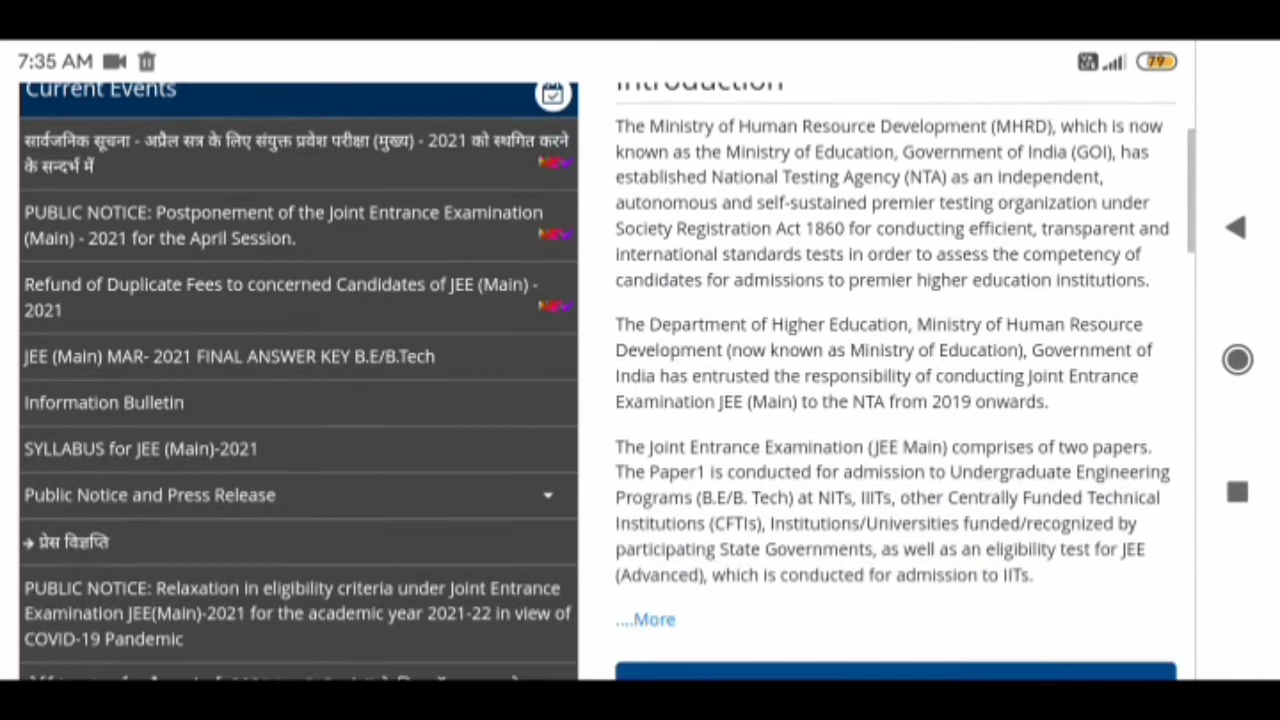 7:35 AM
79
Current Events
सार्वजनिक सूचना - अप्रैल सत्र के लिए संयुक्त प्रवेश परीक्षा (मुख्य) - 2021 को स्थगित करने
के सन्दर्भ में
PUBLIC NOTICE: Postponement of the Joint Entrance Examination
(Main) - 2021 for the April Session.
Refund of Duplicate Fees to concerned Candidates of JEE (Main) -
2021
JEE (Main) MAR- 2021 FINAL ANSWER KEY B.E/B.Tech
Information Bulletin
SYLLABUS for JEE (Main)-2021
Public Notice and Press Release
प्रेस विज्ञप्ति
PUBLIC NOTICE: Relaxation in eligibility criteria under Joint Entrance
Examination JEE(Main)-2021 for the academic year 2021-22 in view of
COVID-19 Pandemic
Introduction
The Ministry of Human Resource Development (MHRD), which is now
known as the Ministry of Education, Government of India (GOI), has
established National Testing Agency (NTA) as an independent,
autonomous and self-sustained premier testing organization under
Society Registration Act 1860 for conducting efficient, transparent and
international standards tests in order to assess the competency of
candidates for admissions to premier higher education institutions.
The Department of Higher Education, Ministry of Human Resource
Development (now known as Ministry of Education), Government of
India has entrusted the responsibility of conducting Joint Entrance
Examination JEE (Main) to the NTA from 2019 onwards.
The Joint Entrance Examination (JEE Main) comprises of two papers.
The Paper1 is conducted for admission to Undergraduate Engineering
Programs (B.E/B. Tech) at NITs, IIITs, other Centrally Funded Technical
Institutions (CFTIs), Institutions/Universities funded/recognized by
participating State Governments, as well as an eligibility test for JEE
(Advanced), which is conducted for admission to IITs.
....More